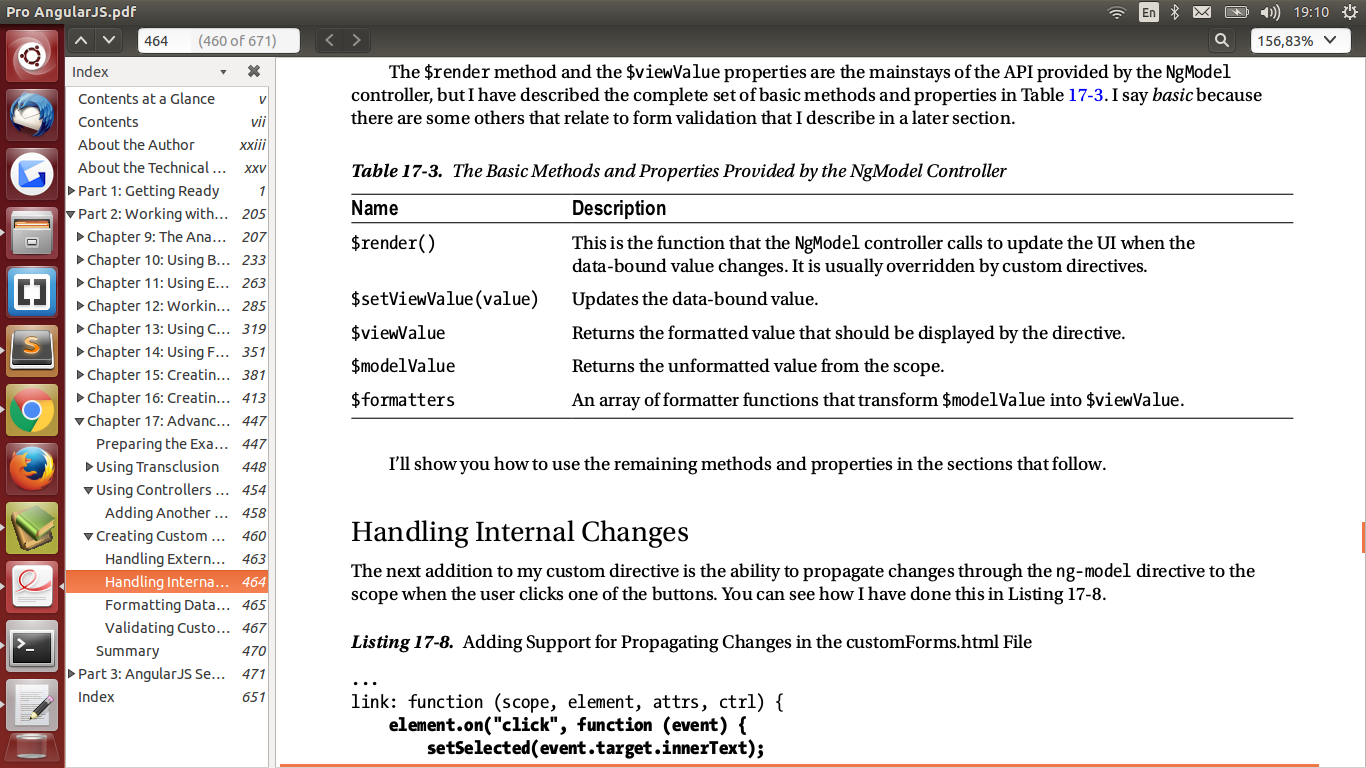 Pro AngularJS.pdf
En
19:10
464 (460 of 671)
156,83%
Index
Contents at a Glance v
Contents vii
About the Author xxiii
About the Technical ... xxv
Part 1: Getting Ready 1
Part 2: Working with... 205
Chapter 9: The Ana... 207
Chapter 10: Using B... 233
Chapter 11: Using E... 263
Chapter 12: Workin... 285
Chapter 13: Using C... 319
Chapter 14: Using F... 351
Chapter 15: Creatin... 381
Chapter 16: Creatin... 413
Chapter 17: Advanc... 447
Preparing the Exa... 447
Using Transclusion 448
Using Controllers ... 454
Adding Another ... 458
Creating Custom ... 460
Handling Extern... 463
Handling Interna... 464
Formatting Data... 465
Validating Custo... 467
Summary 470
Part 3: AngularJS Se... 471
Index 651
The $render method and the $viewValue properties are the mainstays of the API provided by the NgModel
controller, but I have described the complete set of basic methods and properties in Table 17-3. I say basic because
there are some others that relate to form validation that I describe in a later section.
Table 17-3. The Basic Methods and Properties Provided by the NgModel Controller
Name Description
$render() This is the function that the NgModel controller calls to update the UI when the
data-bound value changes. It is usually overridden by custom directives.
$setViewValue(value) Updates the data-bound value.
$viewValue Returns the formatted value that should be displayed by the directive.
$modelValue Returns the unformatted value from the scope.
$formatters An array of formatter functions that transform $modelValue into $viewValue.
I'll show you how to use the remaining methods and properties in the sections that follow.
Handling Internal Changes
The next addition to my custom directive is the ability to propagate changes through the ng-model directive to the
scope when the user clicks one of the buttons. You can see how I have done this in Listing 17-8.
Listing 17-8. Adding Support for Propagating Changes in the customForms.html File
...
link: function (scope, element, attrs, ctrl) {
element.on("click", function (event) {
setSelected(event.target.innerText);